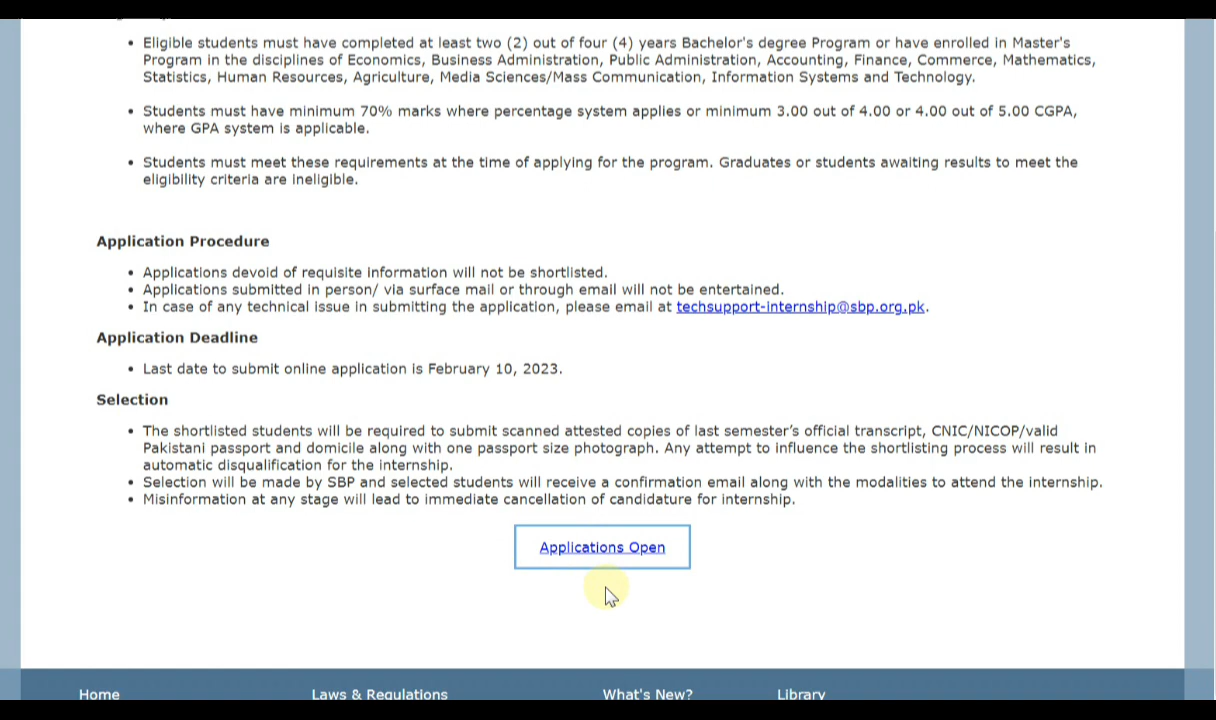 • Eligible students must have completed at least two (2) out of four (4) years Bachelor's degree Program or have enrolled in Master's
Program in the disciplines of Economics, Business Administration, Public Administration, Accounting, Finance, Commerce, Mathematics,
Statistics, Human Resources, Agriculture, Media Sciences/Mass Communication, Information Systems and Technology.
• Students must have minimum 70% marks where percentage system applies or minimum 3.00 out of 4.00 or 4.00 out of 5.00 CGPA,
where GPA system is applicable.
• Students must meet these requirements at the time of applying for the program. Graduates or students awaiting results to meet the
eligibility criteria are ineligible.
Application Procedure
• Applications devoid of requisite information will not be shortlisted.
• Applications submitted in person/ via surface mail or through email will not be entertained.
• In case of any technical issue in submitting the application, please email at techsupport-internship@sbp.org.pk.
Application Deadline
• Last date to submit online application is February 10, 2023.
Selection
• The shortlisted students will be required to submit scanned attested copies of last semester's official transcript, CNIC/NICOP/valid
Pakistani passport and domicile along with one passport size photograph. Any attempt to influence the shortlisting process will result in
automatic disqualification for the internship.
• Selection will be made by SBP and selected students will receive a confirmation email along with the modalities to attend the internship.
• Misinformation at any stage will lead to immediate cancellation of candidature for internship.
Applications Open
Home Laws & Regulations What's New? Library